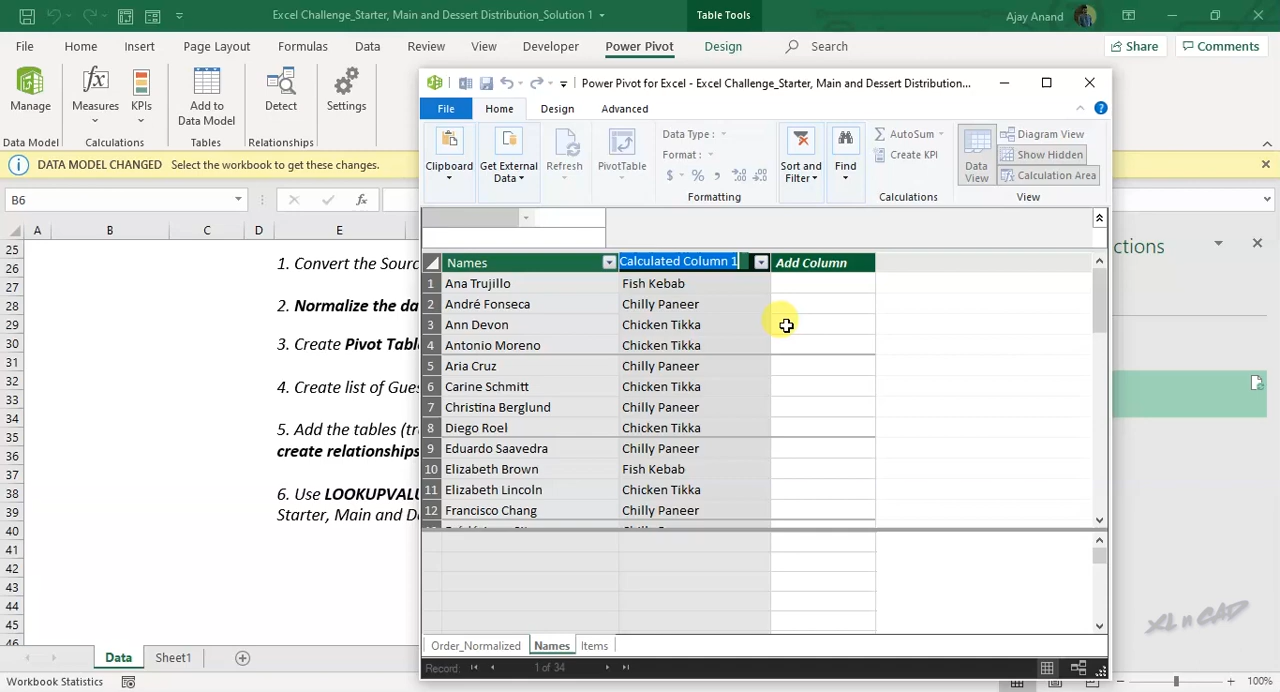 Excel Challenge_Starter, Main and Dessert Distribution_Solution 1
Table Tools
Ajay Anand
File Home Insert Page Layout Formulas Data Review View Developer Power Pivot Design Search Share Comments
Manage
Measures
KPIs
Add to
Data Model
Detect
Settings
Data Model
Calculations
Tables
Relationships
Power Pivot for Excel - Excel Challenge_Starter, Main and Dessert Distribution...
File Home Design Advanced
Clipboard
Get External
Data
Refresh
PivotTable
Data Type :
Format :
$ % ,
Formatting
Sort and
Filter
Find
AutoSum
Create KPI
Calculations
Data
View
Diagram View
Show Hidden
Calculation Area
View
DATA MODEL CHANGED Select the workbook to get these changes.
B6
fx
A B C D E
ctions
Names Calculated Column 1 Add Column
1 Ana Trujillo Fish Kebab
2 André Fonseca Chilly Paneer
3 Ann Devon Chicken Tikka
4 Antonio Moreno Chicken Tikka
5 Aria Cruz Chilly Paneer
6 Carine Schmitt Chicken Tikka
7 Christina Berglund Chilly Paneer
8 Diego Roel Chicken Tikka
9 Eduardo Saavedra Chilly Paneer
10 Elizabeth Brown Fish Kebab
11 Elizabeth Lincoln Chicken Tikka
12 Francisco Chang Chilly Paneer
25
26
27
28
29
30
31
32
33
34
35
36
37
38
39
40
41
42
43
44
45
46
1. Convert the Sourc
2. Normalize the da
3. Create Pivot Tabl
4. Create list of Gues
5. Add the tables (tr
create relationships
6. Use LOOKUPVALU
Starter, Main and De
Order_Normalized Names Items
Record: 1 of 34
XL n CAD
Data Sheet1
Workbook Statistics
100%